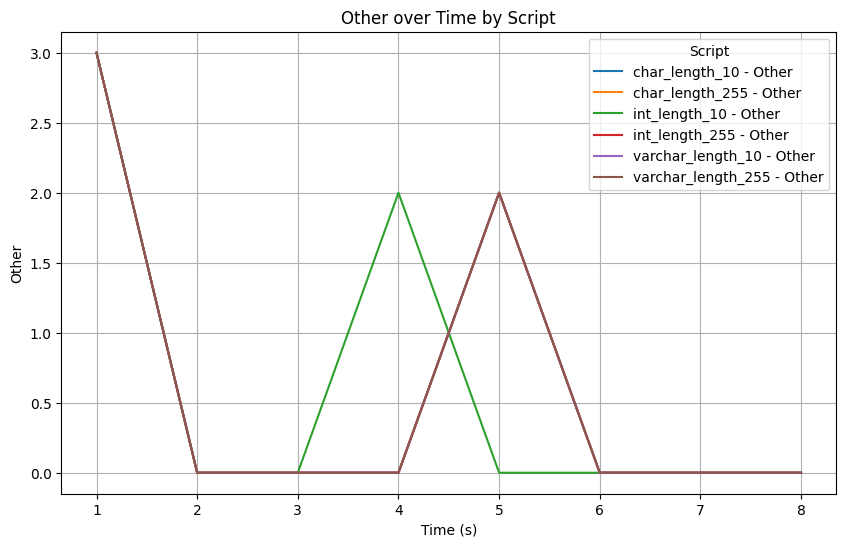 Other over Time by Script
Script
char_length_10 - Other
char_length_255 - Other
int_length_10 - Other
int_length_255 - Other
varchar_length_10 - Other
varchar_length_255 - Other
3.0
2.5
2.0
1.5
1.0
0.5
0.0
Other
1 2 3 4 5 6 7 8
Time (s)